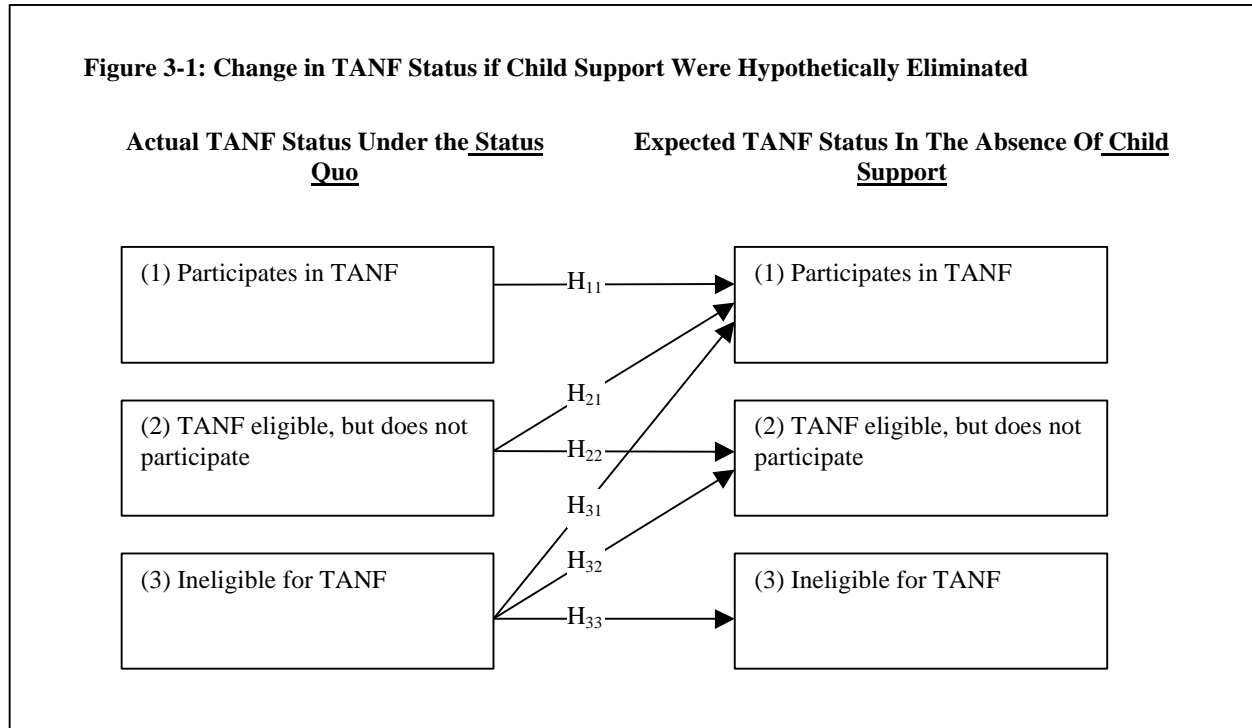 Figure 3-1: Change in TANF Status if Child Support Were Hypothetically Eliminated
Actual TANF Status Under the Status
Quo
Expected TANF Status In The Absence Of Child
Support
(1) Participates in TANF
H11
(1) Participates in TANF
H21
(2) TANF eligible, but does not
participate
H22
(2) TANF eligible, but does not
participate
H31
H32
(3) Ineligible for TANF
H33
(3) Ineligible for TANF